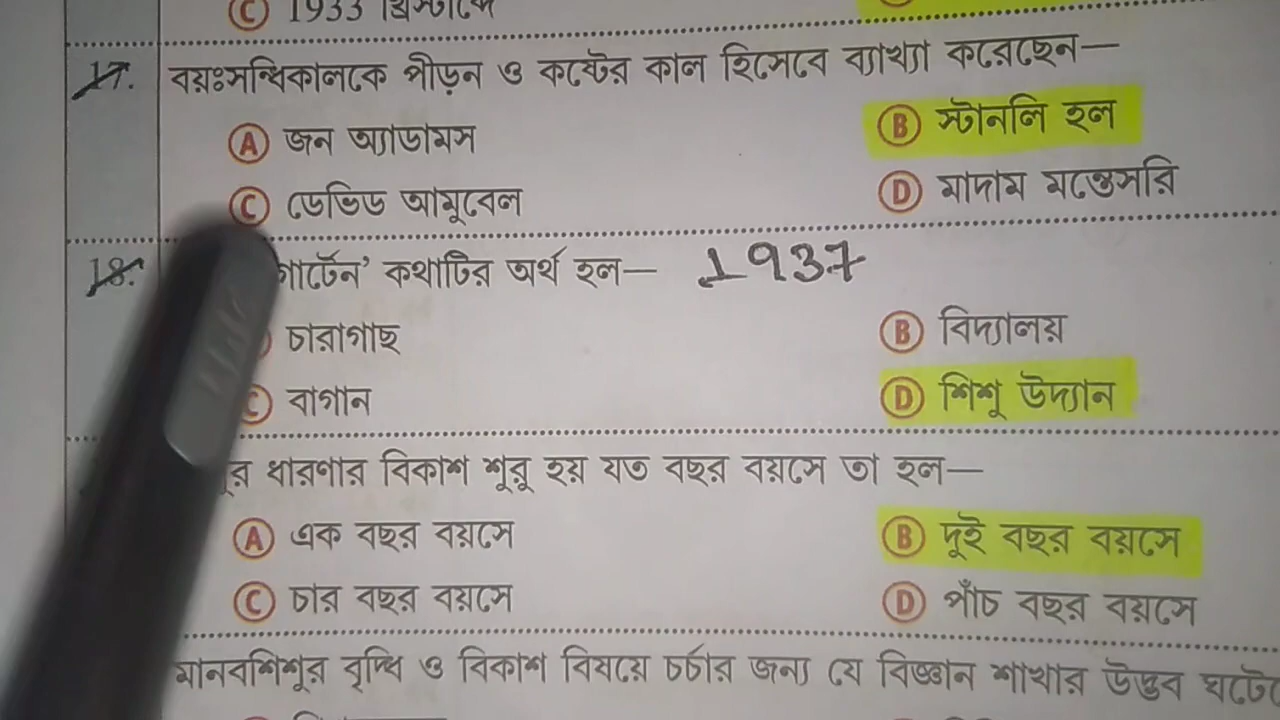 C 1933 খ্রিস্টাব্দে
17. বয়ঃসন্ধিকালকে পীড়ন ও কষ্টের কাল হিসেবে ব্যাখ্যা করেছেন—
A জন অ্যাডামস B স্টানলি হল
C ডেভিড আমুবেল D মাদাম মন্তেসরি
18. গার্টেন' কথাটির অর্থ হল— 1937
চারাগাছ B বিদ্যালয়
C বাগান D শিশু উদ্যান
ধারণার বিকাশ শুরু হয় যত বছর বয়সে তা হল—
A এক বছর বয়সে B দুই বছর বয়সে
C চার বছর বয়সে D পাঁচ বছর বয়সে
মানবশিশুর বৃদ্ধি ও বিকাশ বিষয়ে চর্চার জন্য যে বিজ্ঞান শাখার উদ্ভব